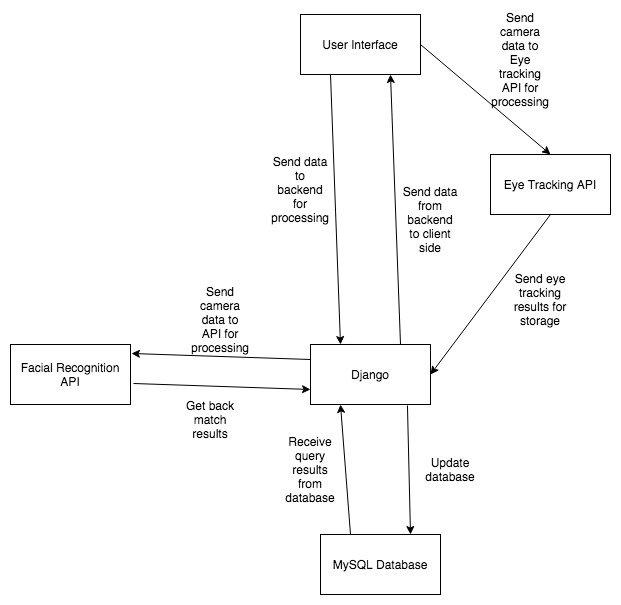 User Interface
Send
camera
data to
Eye
tracking
API for
processing
Send data
to
backend
for
processing
Eye Tracking API
Send data
from
backend
to client
side
Send eye
tracking
results for
storage
Send
camera
data to
API for
processing
Facial Recognition
API
Django
Get back
match
results
Receive
query
results
from
database
Update
database
MySQL Database